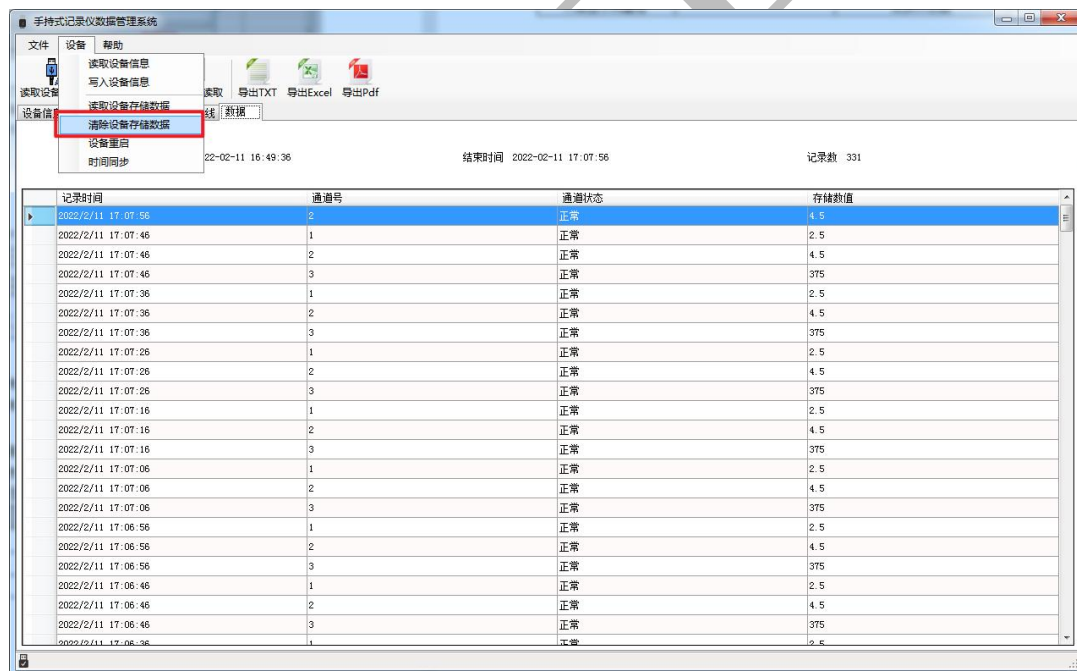 手持式记录仪数据管理系统
文件 设备 帮助
读取设备信息
写入设备信息
读取设备存储数据
清除设备存储数据
设备重启
时间同步
读取设备 读取 导出TXT 导出Excel 导出Pdf
设备信 线 数据
22-02-11 16:49:36 结束时间 2022-02-11 17:07:56 记录数 331
记录时间 通道号 通道状态 存储数值
2022/2/11 17:07:56 2 正常 4.5
2022/2/11 17:07:46 1 正常 2.5
2022/2/11 17:07:46 2 正常 4.5
2022/2/11 17:07:46 3 正常 375
2022/2/11 17:07:36 1 正常 2.5
2022/2/11 17:07:36 2 正常 4.5
2022/2/11 17:07:36 3 正常 375
2022/2/11 17:07:26 1 正常 2.5
2022/2/11 17:07:26 2 正常 4.5
2022/2/11 17:07:26 3 正常 375
2022/2/11 17:07:16 1 正常 2.5
2022/2/11 17:07:16 2 正常 4.5
2022/2/11 17:07:16 3 正常 375
2022/2/11 17:07:06 1 正常 2.5
2022/2/11 17:07:06 2 正常 4.5
2022/2/11 17:07:06 3 正常 375
2022/2/11 17:06:56 1 正常 2.5
2022/2/11 17:06:56 2 正常 4.5
2022/2/11 17:06:56 3 正常 375
2022/2/11 17:06:46 1 正常 2.5
2022/2/11 17:06:46 2 正常 4.5
2022/2/11 17:06:46 3 正常 375
2022/2/11 17:06:36 1 正常 2.5